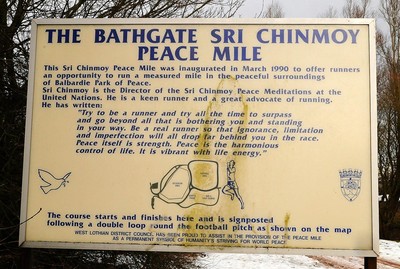 THE BATHGATE SRI CHINMOY
PEACE MILE
This Sri Chinmoy Peace Mile was inaugurated in March 1990 to offer runners
an opportunity to run a measured mile in the peaceful surroundings
of Balbardie Park of Peace.
Sri Chinmoy is the Director of the Sri Chinmoy Peace Meditations at the
United Nations. He is a keen runner and a great advocate of running.
He has written:
"Try to be a runner and try all the time to surpass
and go beyond all that is bothering you and standing
in your way. Be a real runner so that ignorance, limitation
and imperfection will all drop far behind you in the race.
Peace itself is strength. Peace is the harmonious
control of life. It is vibrant with life energy."
The course starts and finishes here and is signposted
following a double loop round the football pitch as shown on the map
WEST LOTHIAN DISTRICT COUNCIL HAS BEEN PROUD TO ASSIST IN THE PROVISION OF THE PEACE MILE
AS A PERMANENT SYMBOL OF HUMANITY'S STRIVING FOR WORLD PEACE